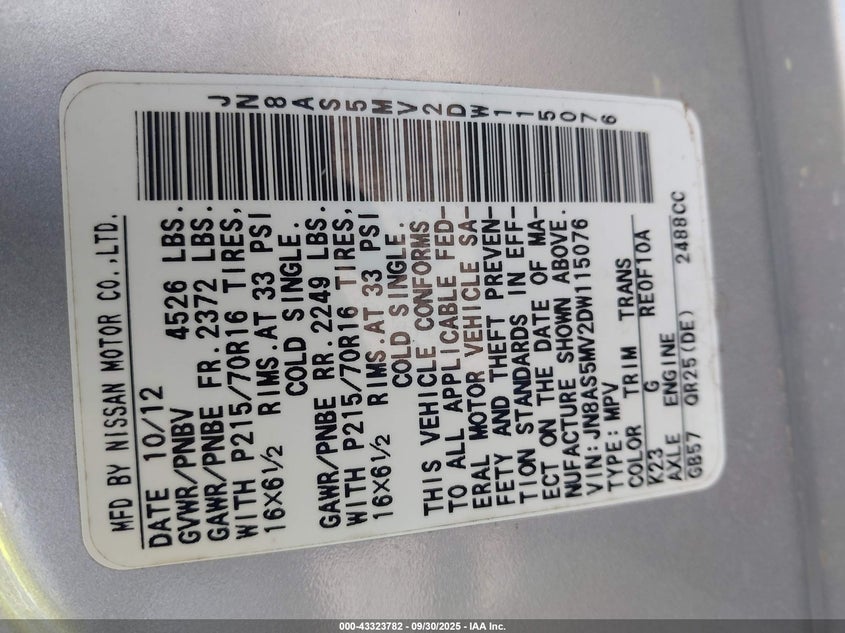 MFD BY NISSAN MOTOR CO.,LTD.
DATE 10/12
GVWR/PNBV 4526 LBS.
GAWR/PNBE FR. 2372 LBS.
WITH P215/70R16 TIRES,
16X6½ RIMS.AT 33 PSI
COLD SINGLE.
GAWR/PNBE RR. 2249 LBS.
WITH P215/70R16 TIRES,
16X6½ RIMS.AT 33 PSI
COLD SINGLE.
THIS VEHICLE CONFORMS
TO ALL APPLICABLE FED-
ERAL MOTOR VEHICLE SA-
FETY AND THEFT PREVEN-
TION STANDARDS IN EFF-
ECT ON THE DATE OF MA-
NUFACTURE SHOWN ABOVE.
VIN:JN8AS5MV2DW115076
TYPE:MPV
COLOR TRIM TRANS
K23 G RE0F10A
AXLE ENGINE
GB57 QR25(DE) 2488CC
JN8AS5MV2DW115076
000-43323782 - 09/30/2025 - IAA Inc.